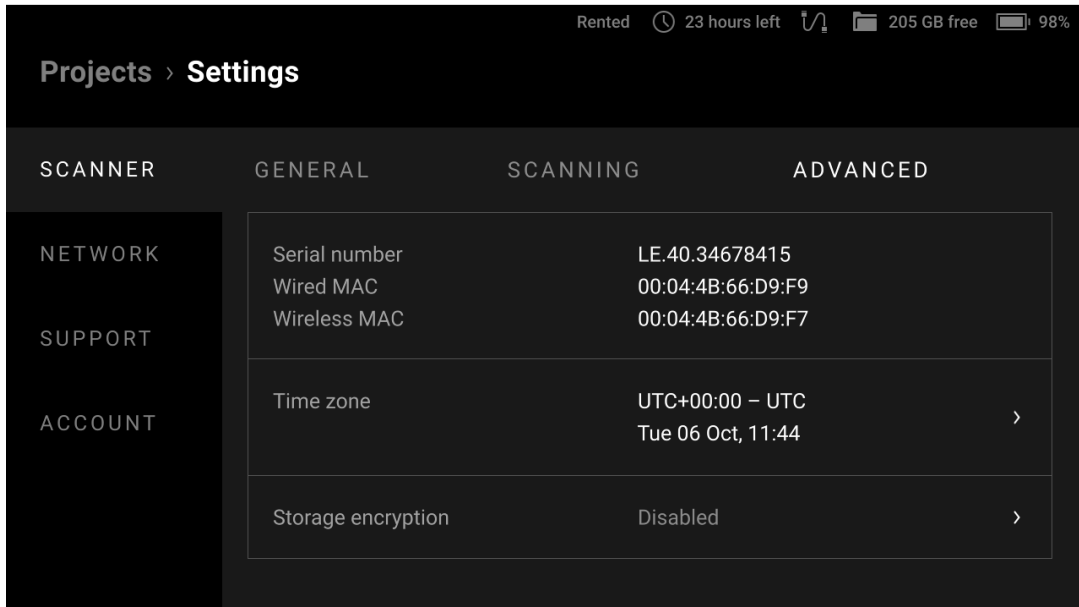 Rented 23 hours left 205 GB free 98%
Projects › Settings
SCANNER GENERAL SCANNING ADVANCED
NETWORK
SUPPORT
ACCOUNT
Serial number LE.40.34678415
Wired MAC 00:04:4B:66:D9:F9
Wireless MAC 00:04:4B:66:D9:F7
Time zone UTC+00:00 – UTC
Tue 06 Oct, 11:44
Storage encryption Disabled